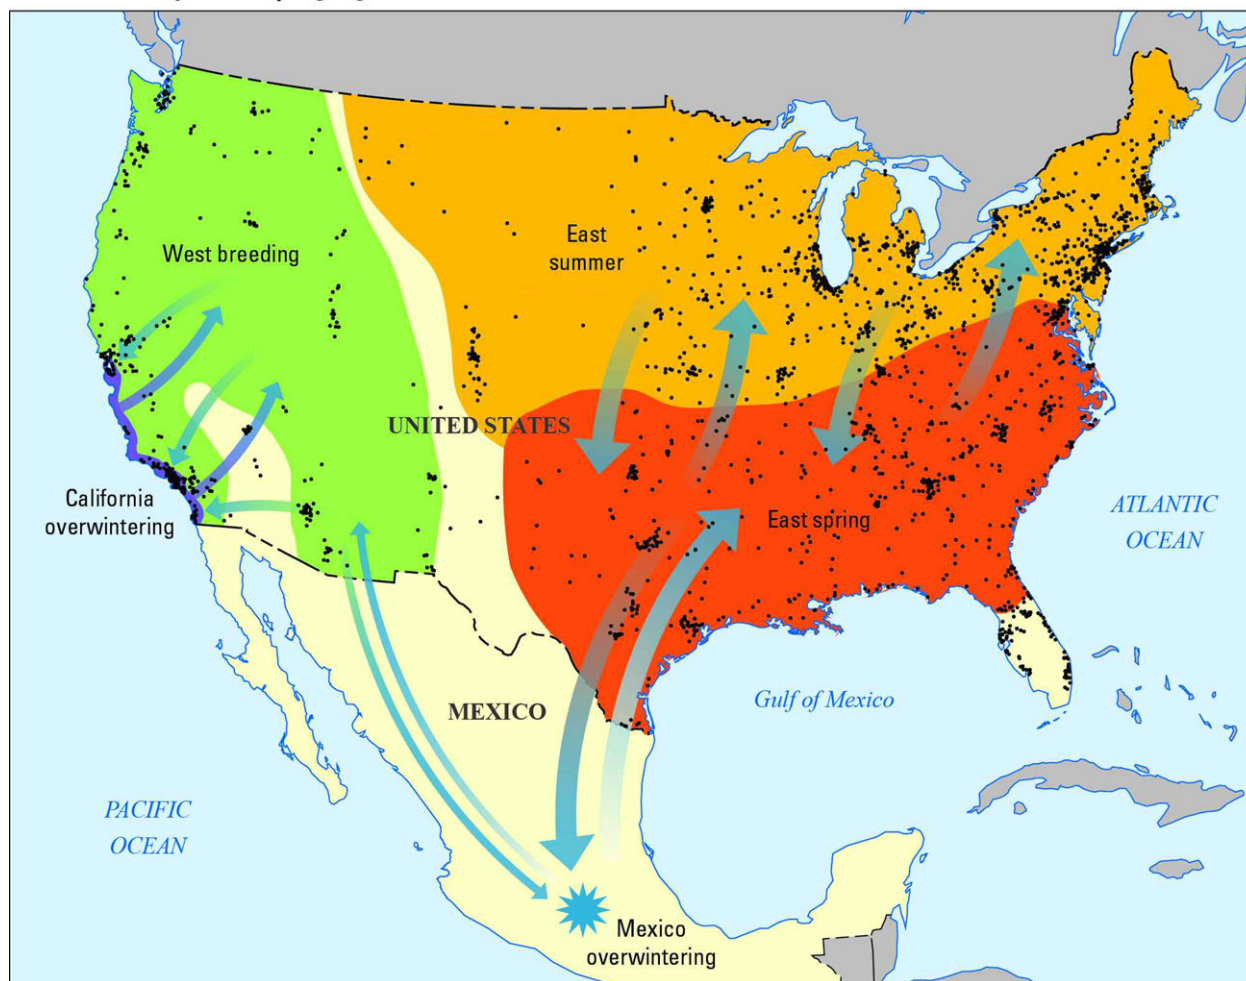 West breeding
East
summer
UNITED STATES
California
overwintering
East spring
ATLANTIC
OCEAN
MEXICO
Gulf of Mexico
PACIFIC
OCEAN
Mexico
overwintering